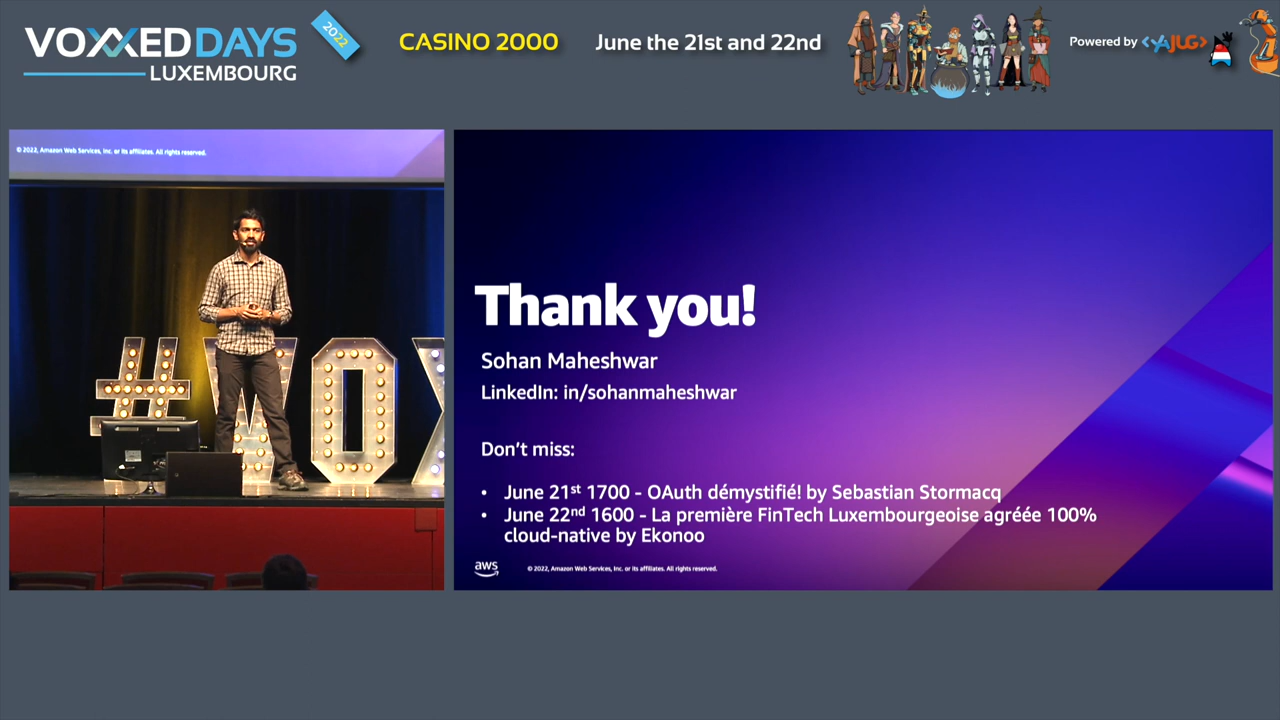 VOXXEDDAYS
LUXEMBOURG
2022
CASINO 2000
June the 21st and 22nd
Powered by <YAJUG>
© 2022, Amazon Web Services, Inc. or its affiliates. All rights reserved.
#VOX
Thank you!
Sohan Maheshwar
LinkedIn: in/sohanmaheshwar
Don’t miss:
• June 21st 1700 - OAuth démystifié! by Sebastian Stormacq
• June 22nd 1600 - La première FinTech Luxembourgeoise agréée 100%
cloud-native by Ekonoo
aws
© 2022, Amazon Web Services, Inc. or its affiliates. All rights reserved.